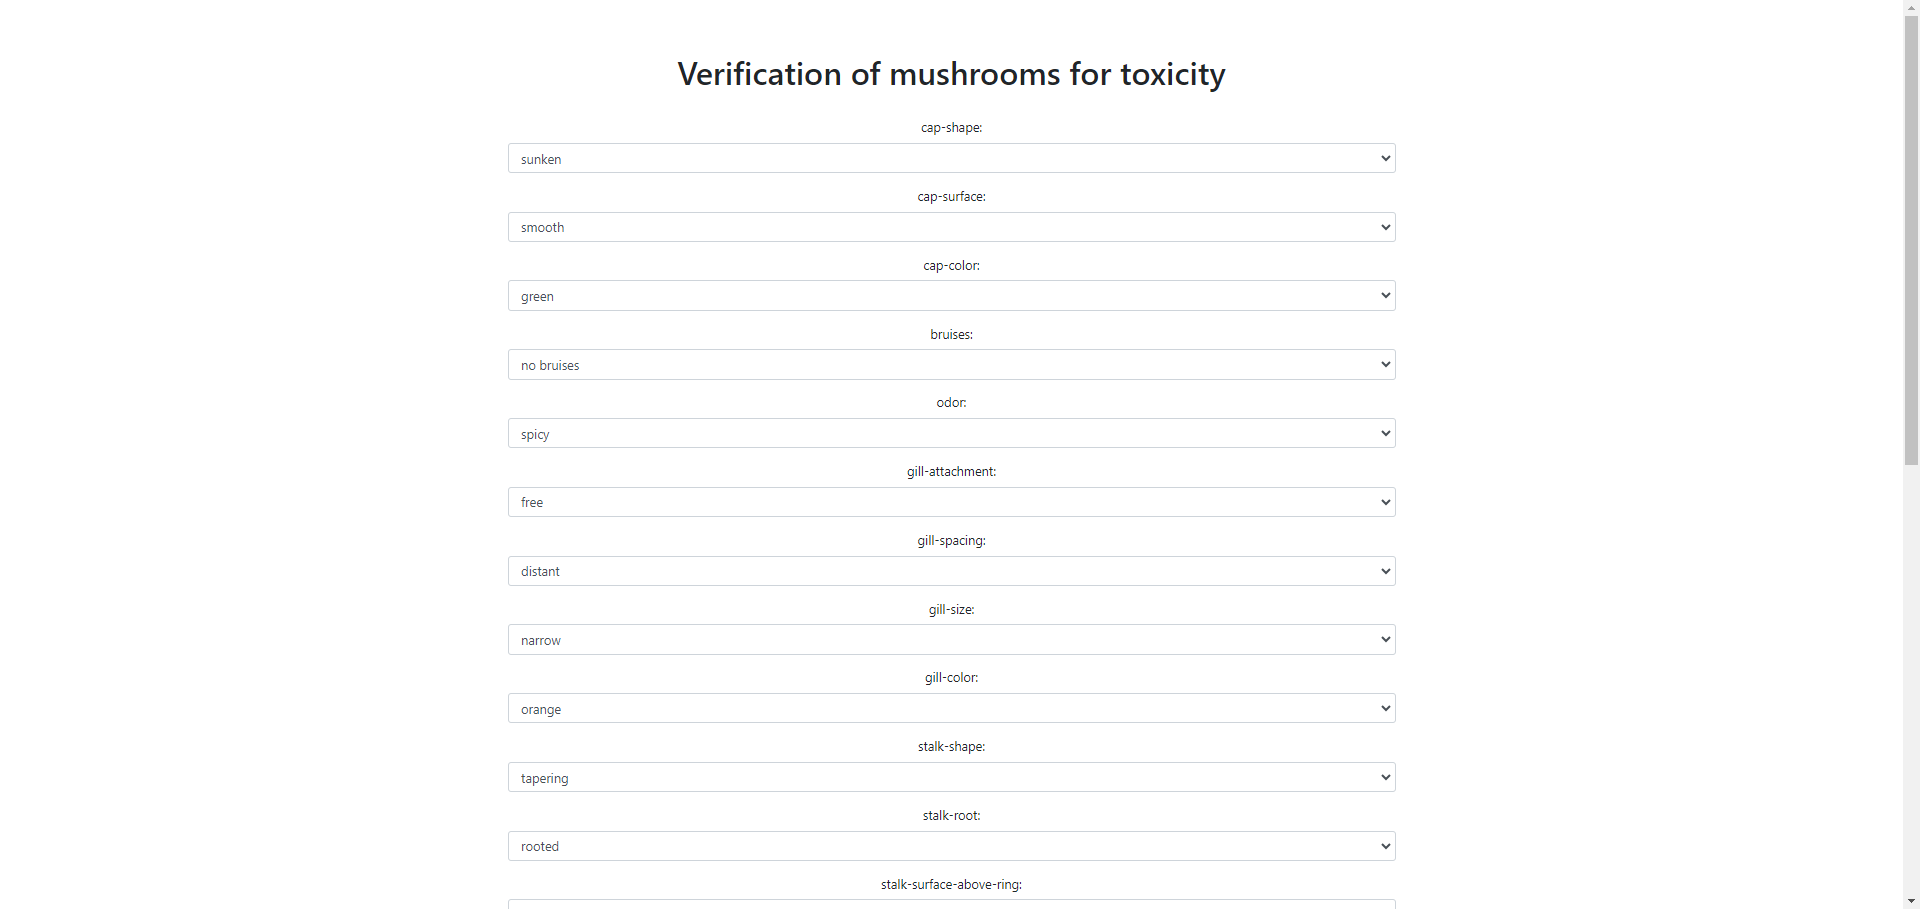 Verification of mushrooms for toxicity
cap-shape:
sunken
cap-surface:
smooth
cap-color:
green
bruises:
no bruises
odor:
spicy
gill-attachment:
free
gill-spacing:
distant
gill-size:
narrow
gill-color:
orange
stalk-shape:
tapering
stalk-root:
rooted
stalk-surface-above-ring: